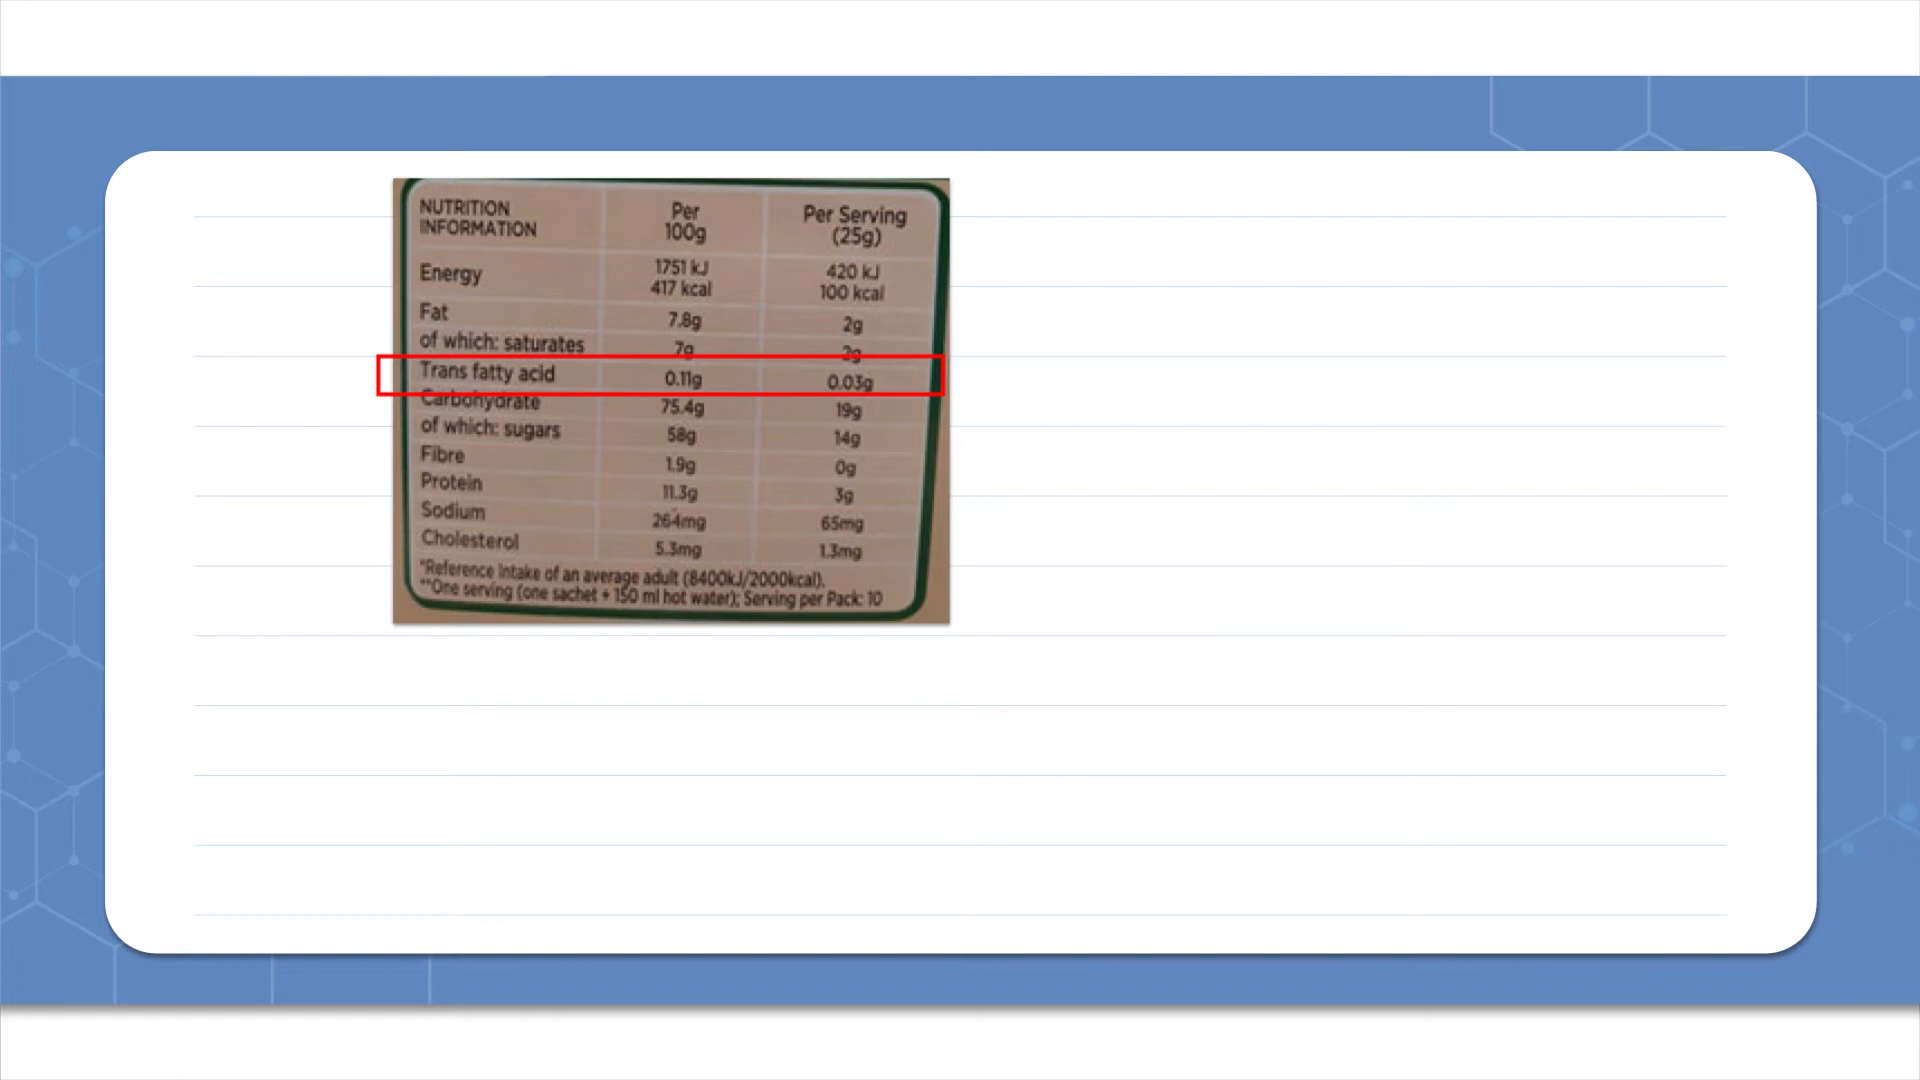 NUTRITION INFORMATION Per 100g Per Serving (25g)
Energy 1751 kJ 417 kcal 420 kJ 100 kcal
Fat 7.8g 2g
of which: saturates 7g 2g
Trans fatty acid 0.11g 0.03g
Carbohydrate 75.4g 19g
of which: sugars 58g 14g
Fibre 1.9g 0g
Protein 11.3g 3g
Sodium 264mg 65mg
Cholesterol 5.3mg 1.3mg
*Reference Intake of an average adult (8400kJ/2000kcal).
**One serving (one sachet + 150 ml hot water); Serving per Pack: 10